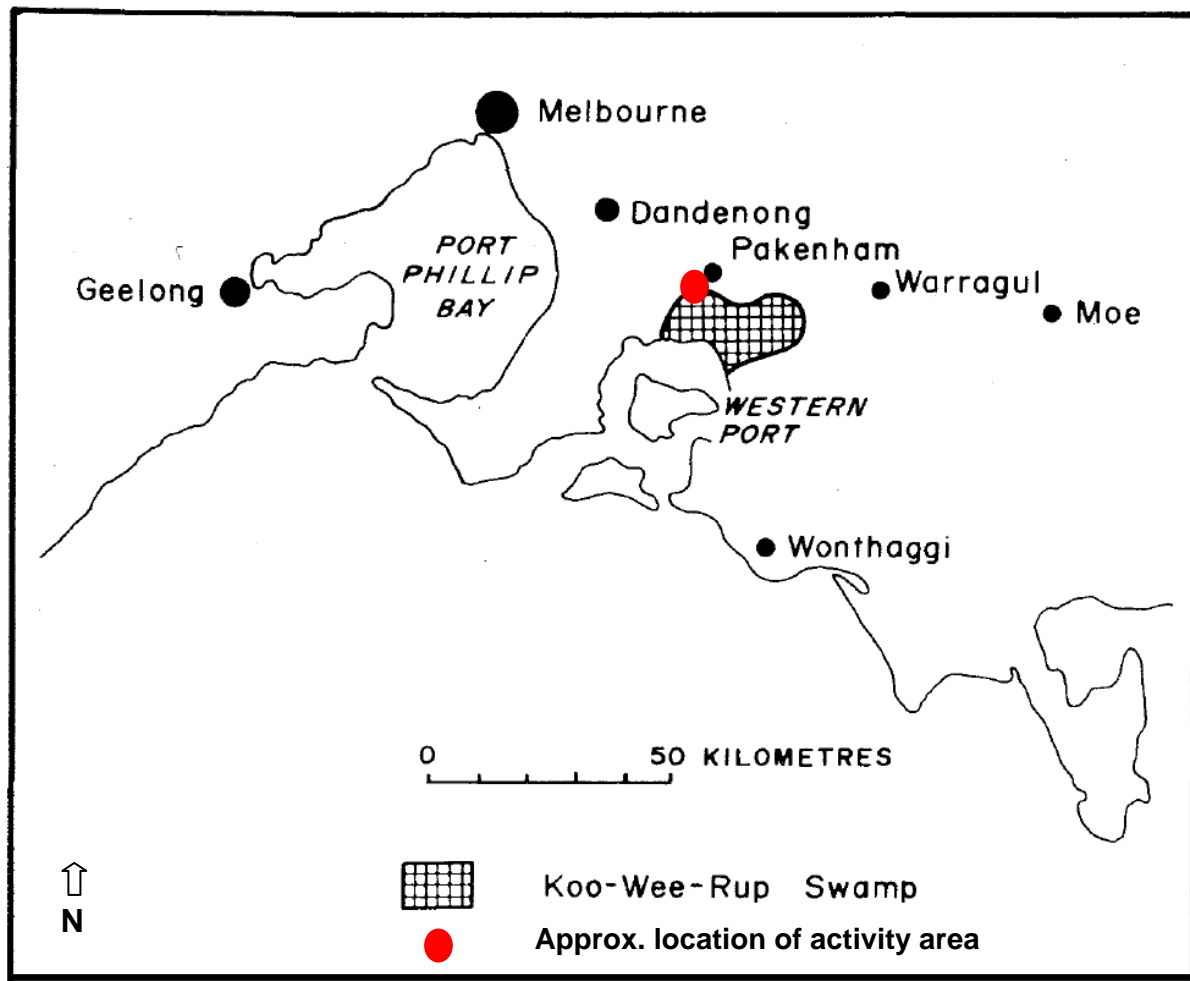 Melbourne
Dandenong
Pakenham
PORT
PHILLIP
BAY
Geelong
Warragul
Moe
WESTERN
PORT
Wonthaggi
0 50 KILOMETRES
N
Koo-Wee-Rup Swamp
Approx. location of activity area